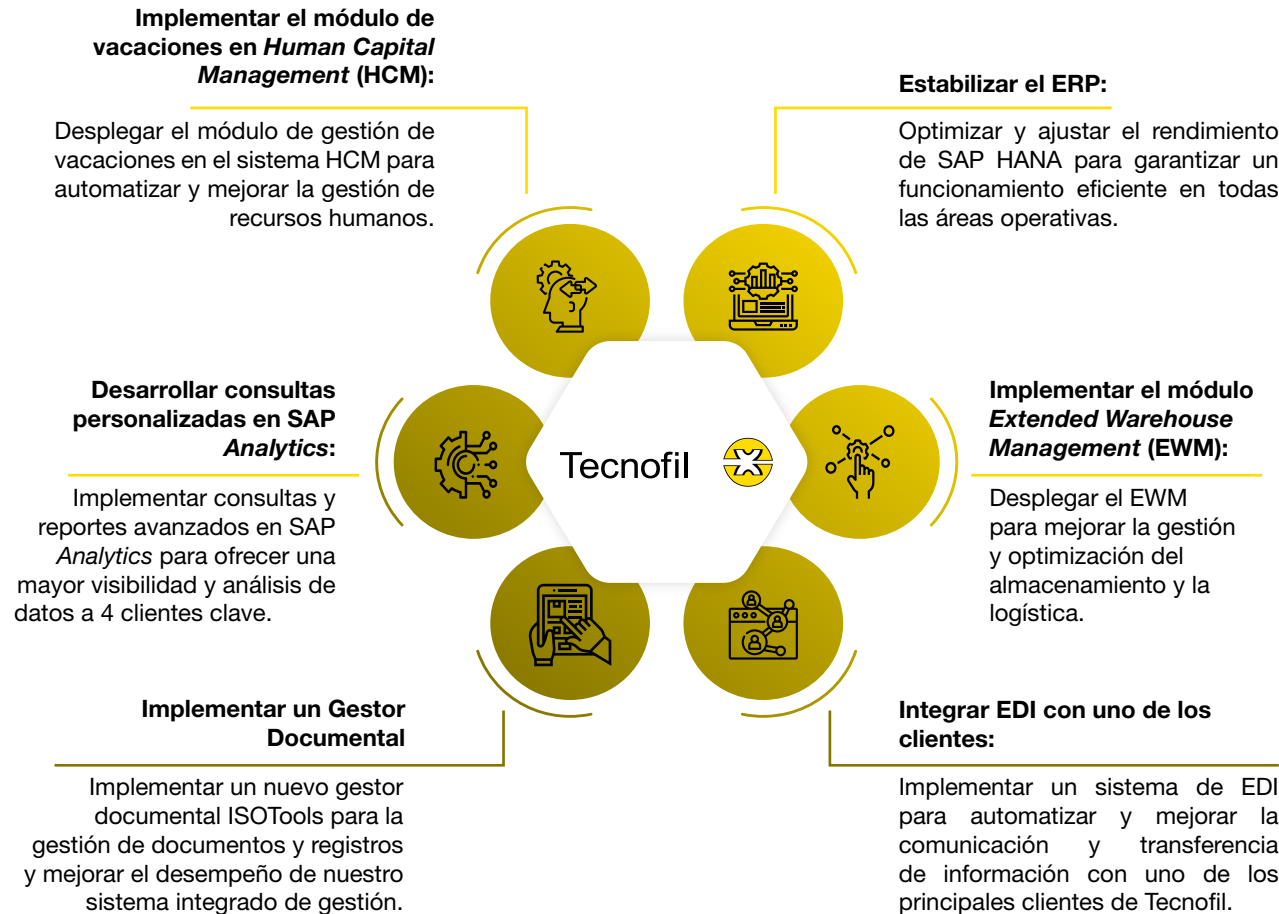 Implementar el módulo de
vacaciones en Human Capital
Management (HCM):
Desplegar el módulo de gestión de
vacaciones en el sistema HCM para
automatizar y mejorar la gestión de
recursos humanos.
Estabilizar el ERP:
Optimizar y ajustar el rendimiento
de SAP HANA para garantizar un
funcionamiento eficiente en todas
las áreas operativas.
Desarrollar consultas
personalizadas en SAP
Analytics:
Implementar consultas y
reportes avanzados en SAP
Analytics para ofrecer una
mayor visibilidad y análisis de
datos a 4 clientes clave.
Tecnofil
Implementar el módulo
Extended Warehouse
Management (EWM):
Desplegar el EWM
para mejorar la gestión
y optimización del
almacenamiento y la
logística.
Implementar un Gestor
Documental
Implementar un nuevo gestor
documental ISOTools para la
gestión de documentos y registros
y mejorar el desempeño de nuestro
sistema integrado de gestión.
Integrar EDI con uno de los
clientes:
Implementar un sistema de EDI
para automatizar y mejorar la
comunicación y transferencia
de información con uno de los
principales clientes de Tecnofil.